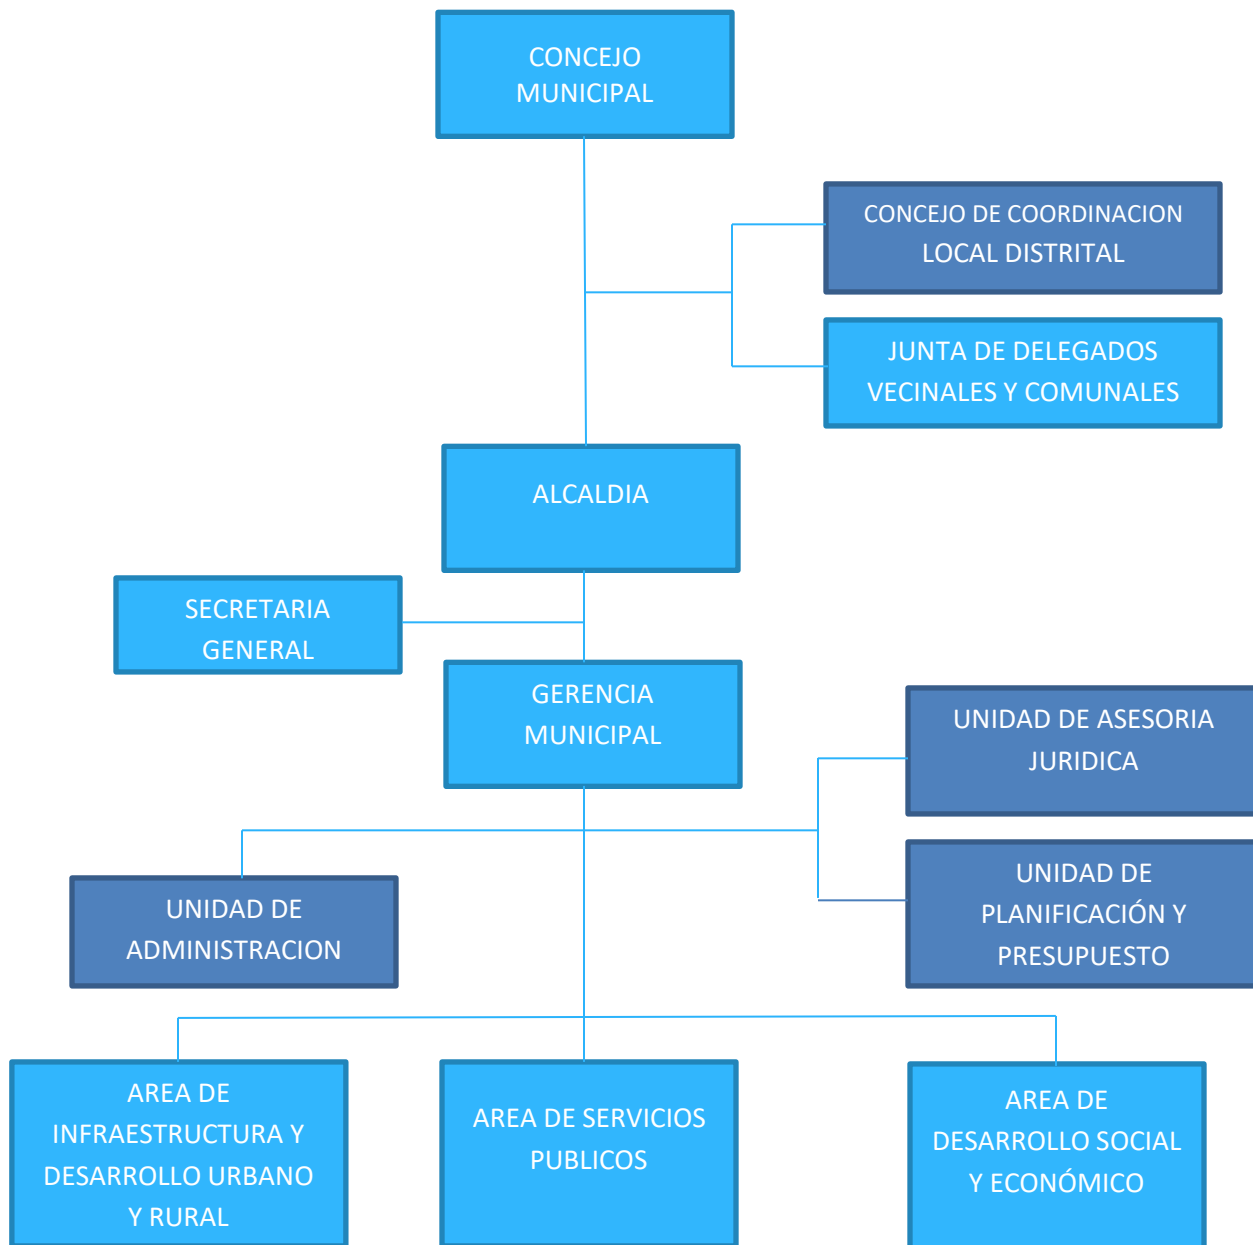 CONCEJO
MUNICIPAL
CONCEJO DE COORDINACION
LOCAL DISTRITAL
JUNTA DE DELEGADOS
VECINALES Y COMUNALES
ALCALDIA
SECRETARIA
GENERAL
GERENCIA
MUNICIPAL
UNIDAD DE ASESORIA
JURIDICA
UNIDAD DE
PLANIFICACIÓN Y
PRESUPUESTO
UNIDAD DE
ADMINISTRACION
AREA DE
INFRAESTRUCTURA Y
DESARROLLO URBANO
Y RURAL
AREA DE SERVICIOS
PUBLICOS
AREA DE
DESARROLLO SOCIAL
Y ECONÓMICO